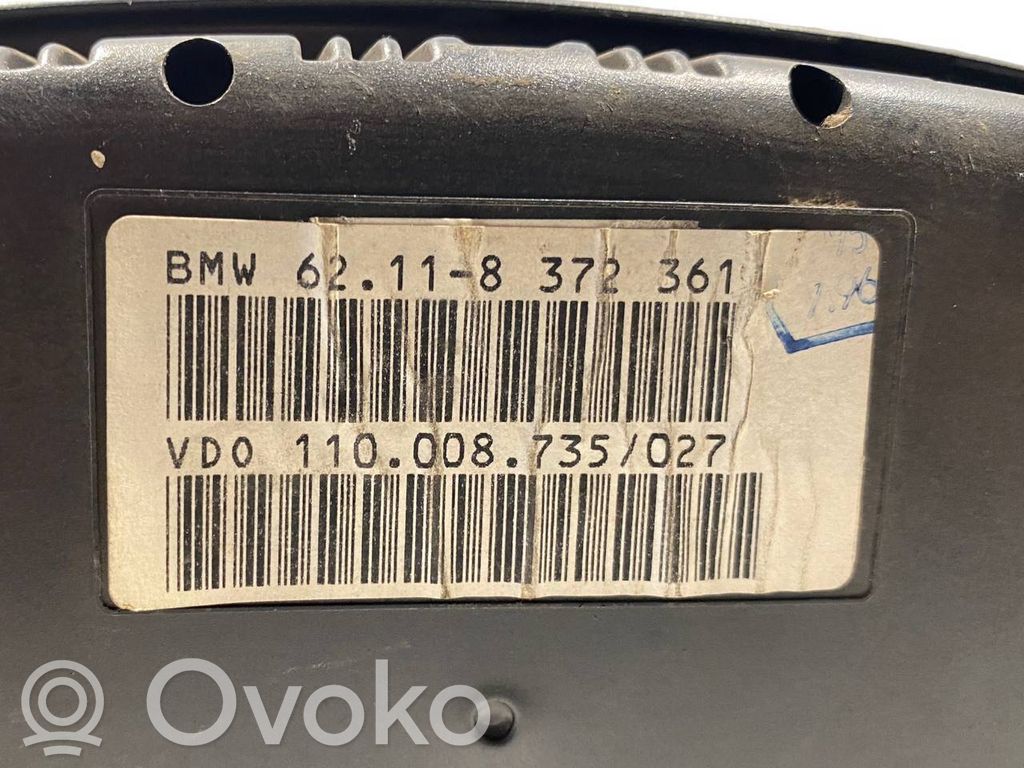 BMW 62.11-8 372 361
VDO 110.008.735/027
Ovoko